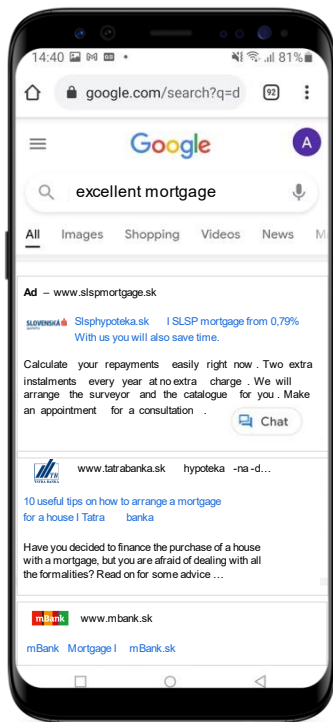 14:40 81%
google.com/search?q=d 92
Google A
excellent mortgage
All Images Shopping Videos News M
Ad – www.slspmortgage.sk
SLOVENSKÁ Slsphypoteka.sk I SLSP mortgage from 0,79%
With us you will also save time.
Calculate your repayments easily right now . Two extra
instalments every year at no extra charge . We will
arrange the surveyor and the catalogue for you . Make
an appointment for a consultation .
Chat
www.tatrabanka.sk hypoteka -na -d…
TATRA BANKA
10 useful tips on how to arrange a mortgage
for a house I Tatra banka
Have you decided to finance the purchase of a house
with a mortgage, but you are afraid of dealing with all
the formalities? Read on for some advice …
mBank www.mbank.sk
mBank Mortgage I mBank.sk